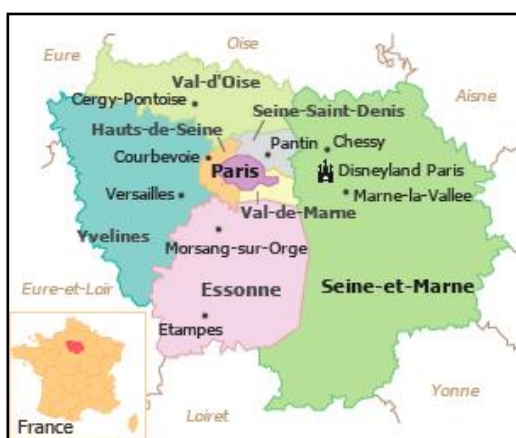 Eure
Oise
Aisne
Val-d'Oise
Cergy-Pontoise
Seine-Saint-Denis
Hauts-de-Seine
Pantin
Chessy
Courbevoie
Paris
Disneyland Paris
Versailles
Marne-la-Vallee
Val-de-Marne
Yvelines
Morsang-sur-Orge
Eure-et-Loir
Essonne
Seine-et-Marne
Etampes
Yonne
Loiret
France